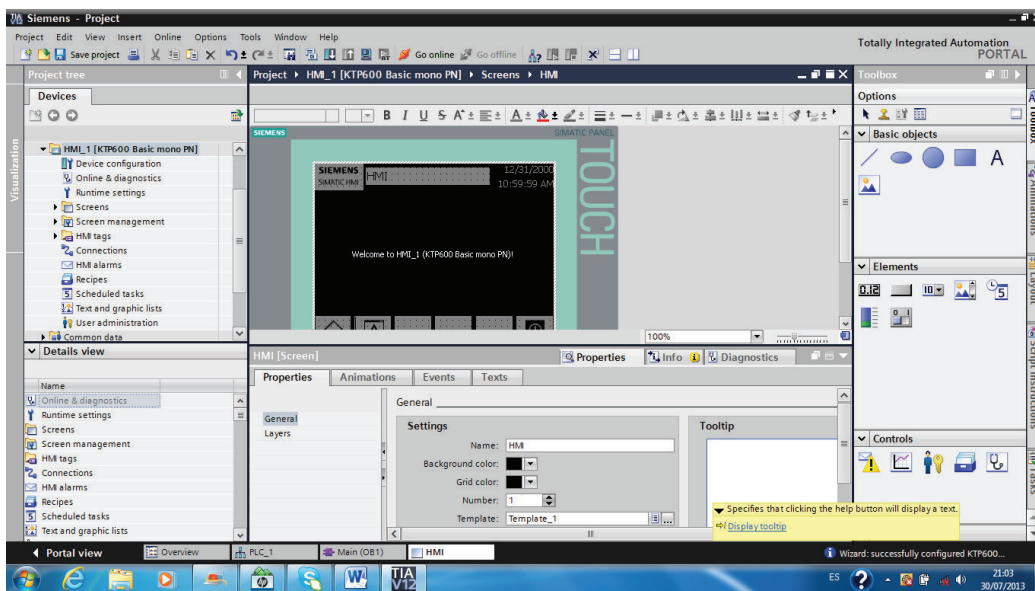 Siemens - Project
Project Edit View Insert Online Options Tools Window Help
Save project Go online Go offline
Totally Integrated Automation
PORTAL
Project tree
Project HMI_1 [KTP600 Basic mono PN] Screens HMI
Toolbox
Devices
Options
B I U S A
Visualization
SIEMENS
SIMATIC PANEL
TOUCH
Basic objects
A
Toolbox
HMI_1 [KTP600 Basic mono PN]
Device configuration
Online & diagnostics
Runtime settings
Screens
Screen management
HMI tags
Connections
HMI alarms
Recipes
Scheduled tasks
Text and graphic lists
User administration
Common data
SIEMENS
SIMATIC HMI
HMI
12/31/2000
10:59:59 AM
Welcome to HMI_1 (KTP600 Basic mono PN)!
Animations
Elements
Layout
100%
Details view
HMI [Screen]
Properties Info Diagnostics
Script instructions
Properties Animations Events Texts
Name
Online & diagnostics
Runtime settings
Screens
Screen management
HMI tags
Connections
HMI alarms
Recipes
Scheduled tasks
Text and graphic lists
General
Layers
General
Settings
Name: HMI
Background color:
Grid color:
Number: 1
Template: Template_1
Tooltip
Controls
Tasks
Specifies that clicking the help button will display a text.
Display tooltip
Portal view Overview PLC_1 Main (OB1) HMI
Wizard: successfully configured KTP600...
TIA
V12
ES
21:03
30/07/2013